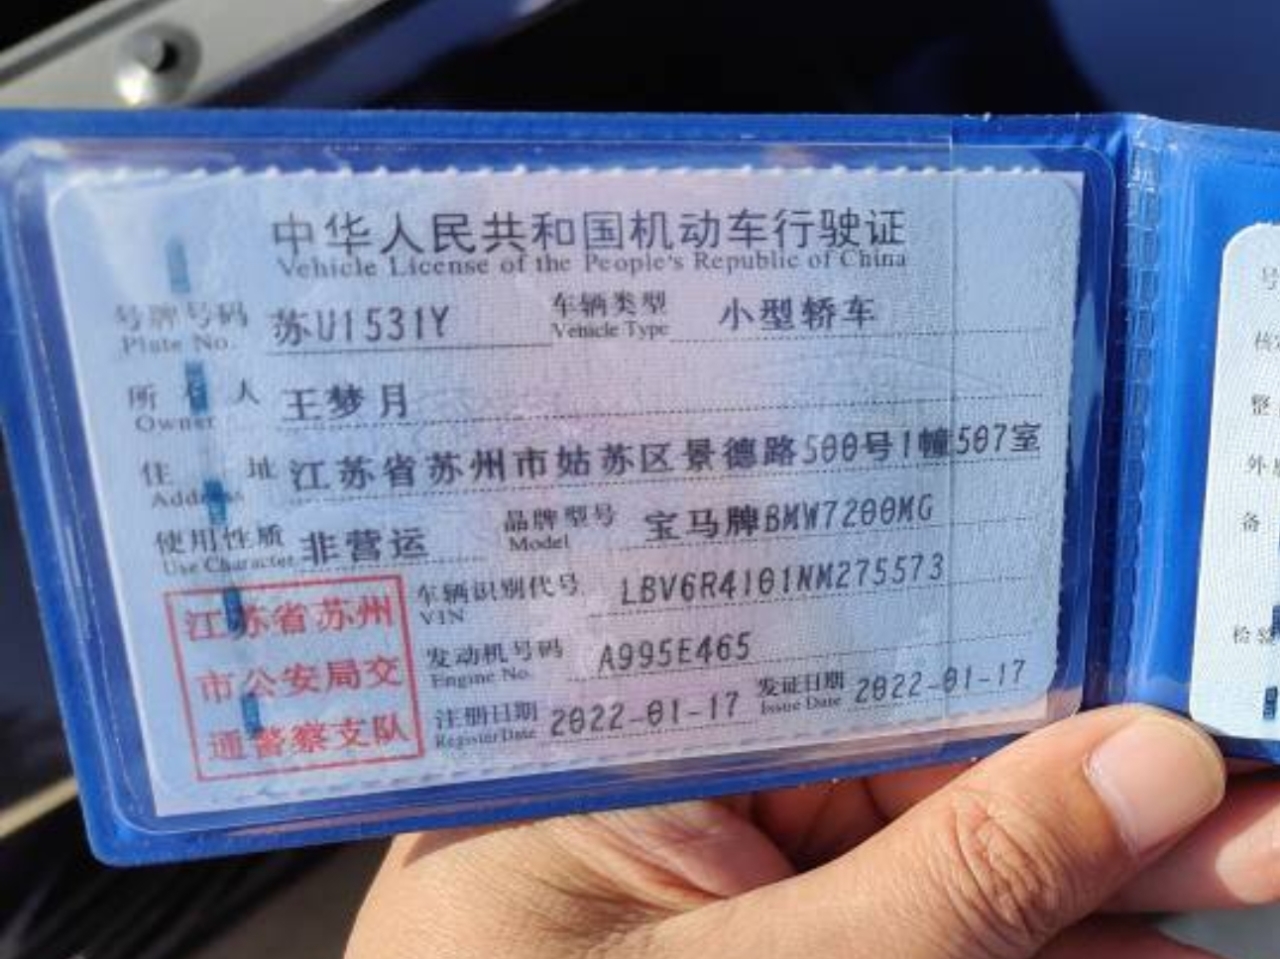 中华人民共和国机动车行驶证
Vehicle License of the People's Republic of China
号牌号码 苏U1531Y 车辆类型 小型轿车
Plate No. Vehicle Type
所有人 王梦月
Owner
住址 江苏省苏州市姑苏区景德路500号1幢507室
Address
使用性质 非营运 品牌型号 宝马牌BMW7200MG
Use Character Model
车辆识别代号 LBV6R4101NM275573
VIN
发动机号码 A995E465
Engine No.
注册日期 2022-01-17 发证日期 2022-01-17
Register Date Issue Date
江苏省苏州
市公安局交
通警察支队
号
核
整
外
备
检验